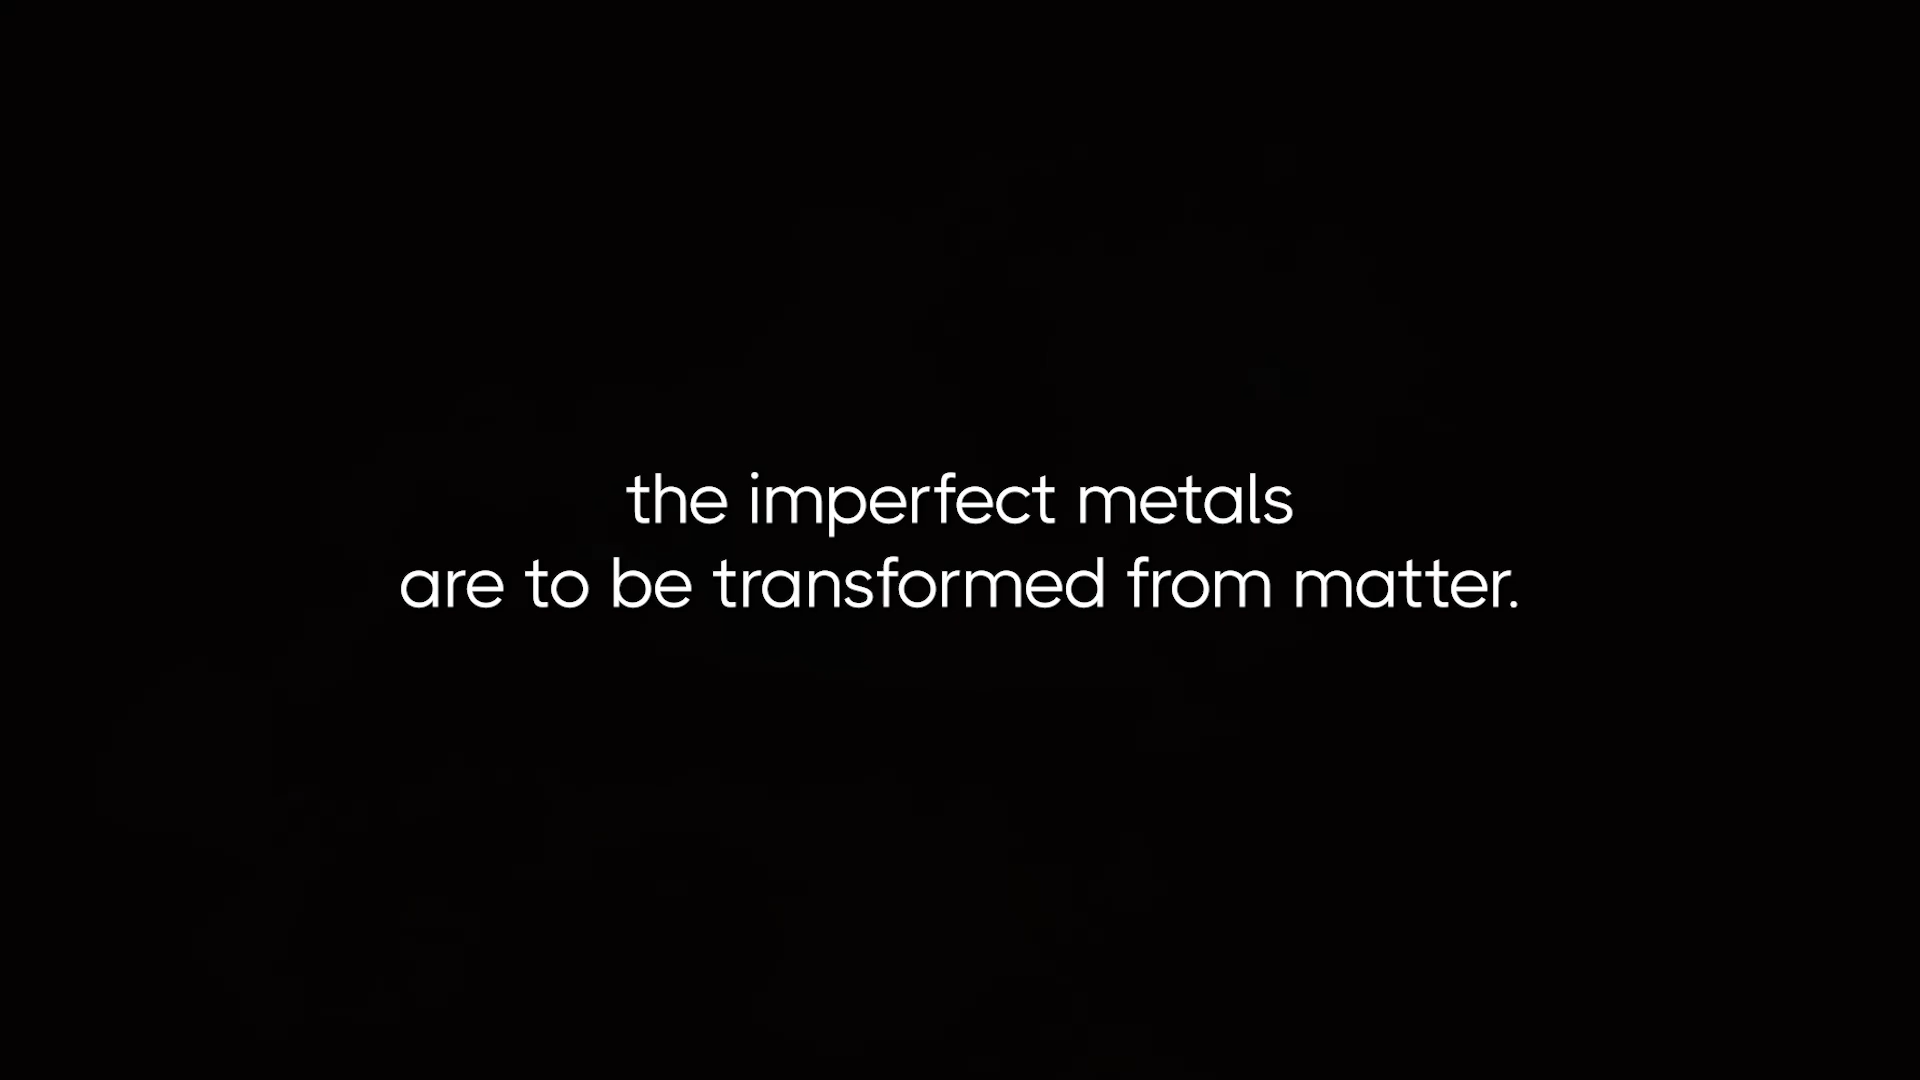 the imperfect metals
are to be transformed from matter.